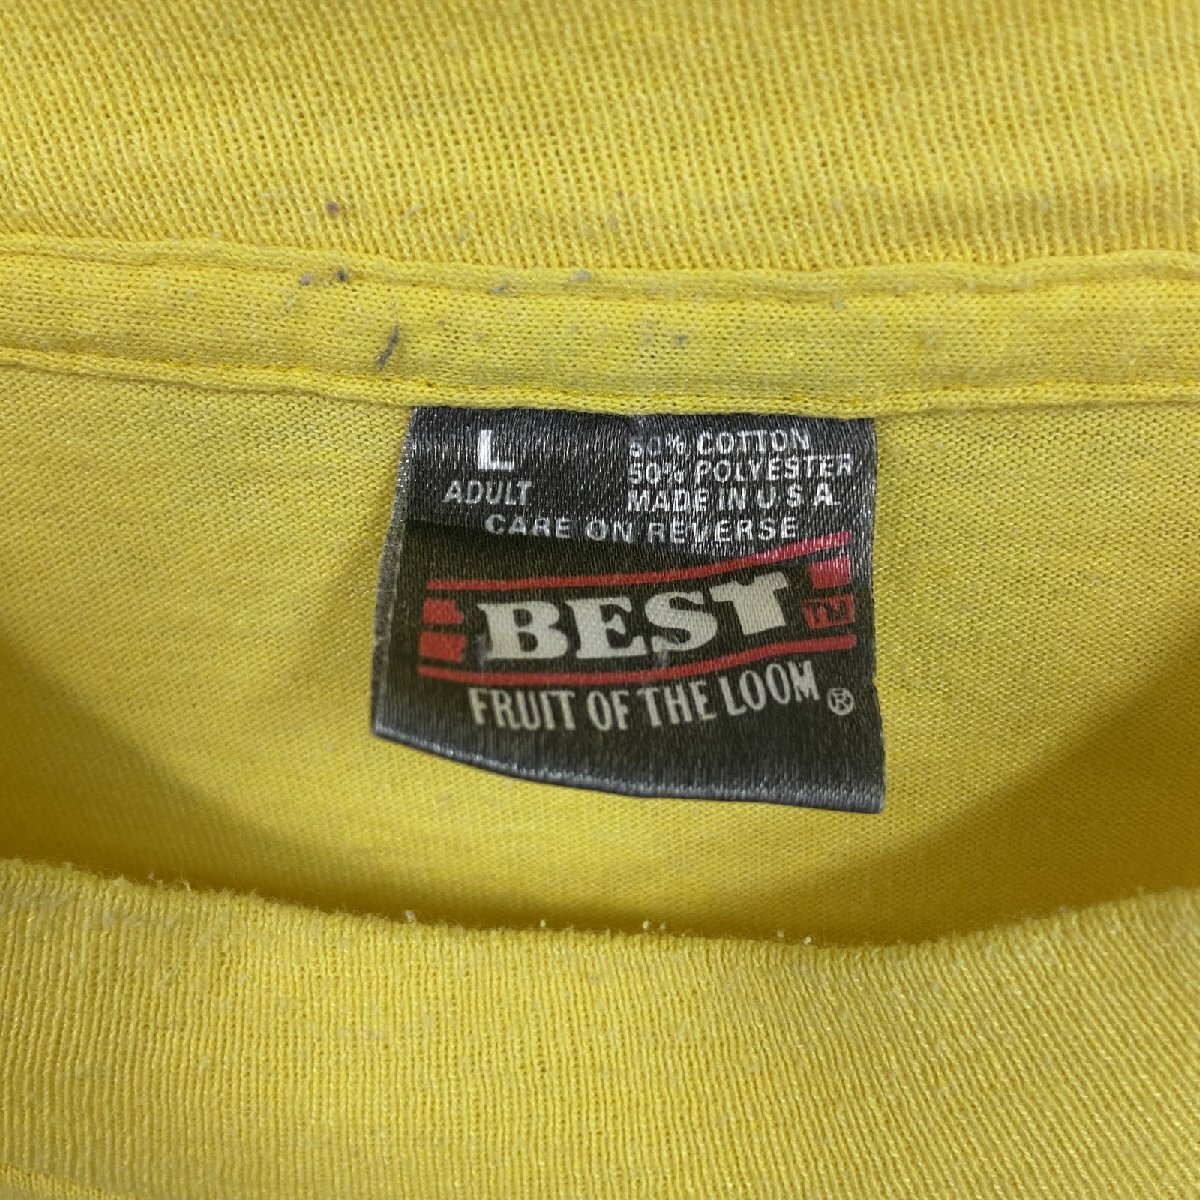 L
50% COTTON
50% POLYESTER
ADULT
MADE IN U.S.A.
CARE ON REVERSE
BEST TM
FRUIT OF THE LOOM ®